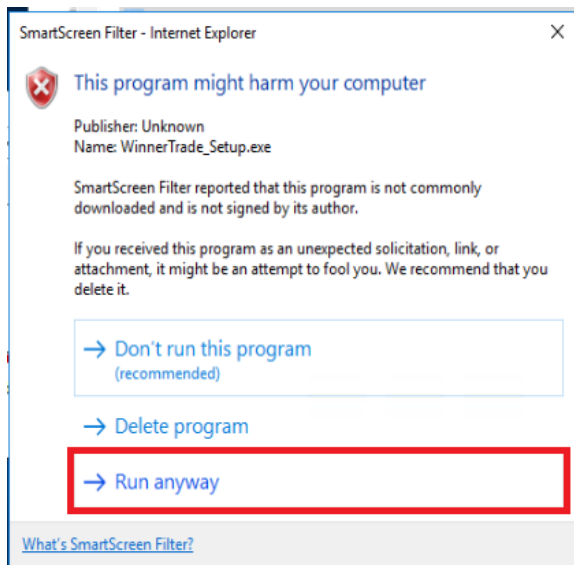 SmartScreen Filter - Internet Explorer
This program might harm your computer
Publisher: Unknown
Name: WinnerTrade_Setup.exe
SmartScreen Filter reported that this program is not commonly
downloaded and is not signed by its author.
If you received this program as an unexpected solicitation, link, or
attachment, it might be an attempt to fool you. We recommend that you
delete it.
Don't run this program
(recommended)
Delete program
Run anyway
What's SmartScreen Filter?